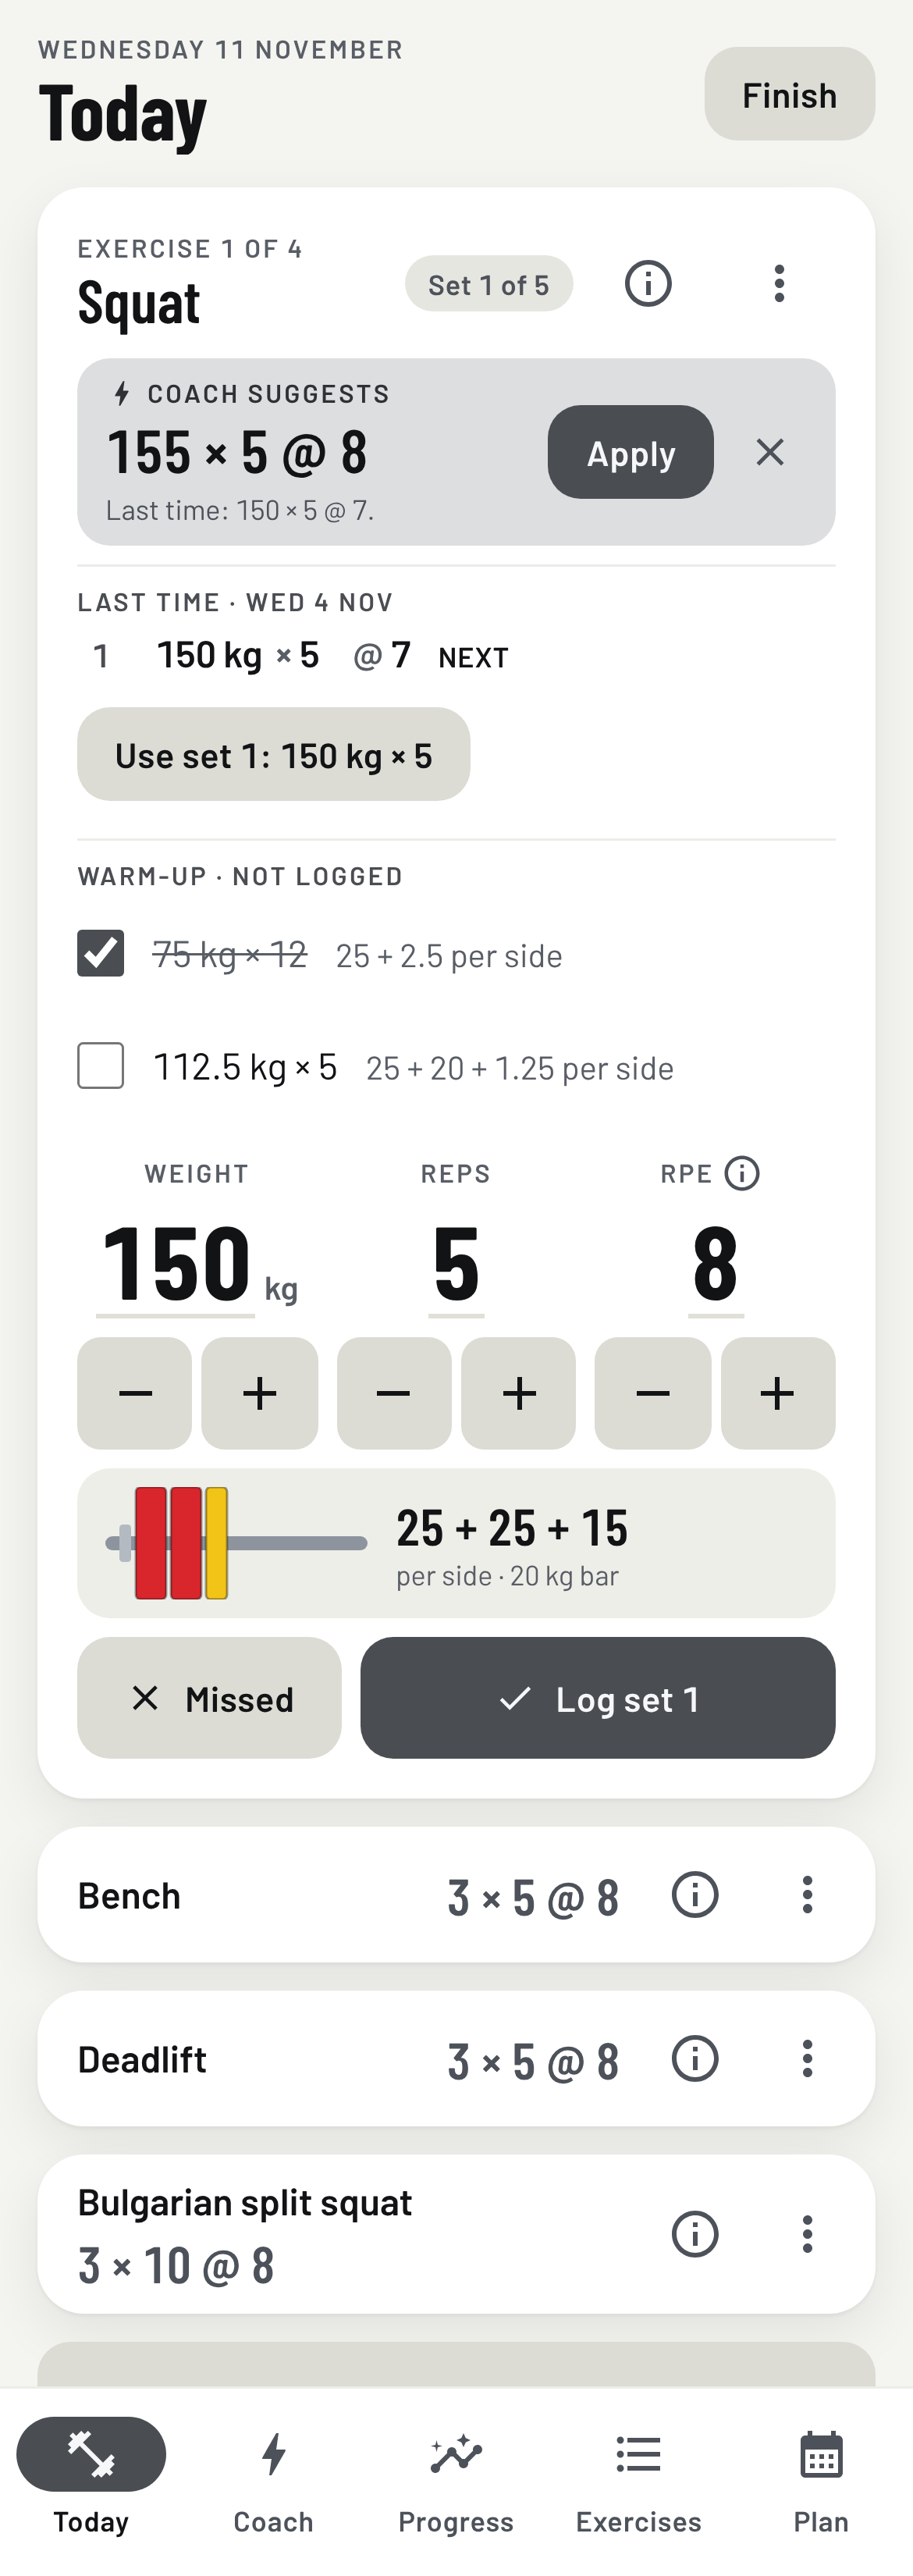 WEDNESDAY 11 NOVEMBER
Today
Finish
EXERCISE 1 OF 4
Squat
Set 1 of 5
COACH SUGGESTS
155 × 5 @ 8
Last time: 150 × 5 @ 7.
Apply
LAST TIME · WED 4 NOV
1 150 kg × 5 @ 7 NEXT
Use set 1: 150 kg × 5
WARM-UP · NOT LOGGED
75 kg × 12 25 + 2.5 per side
112.5 kg × 5 25 + 20 + 1.25 per side
WEIGHT REPS RPE
150 kg 5 8
25 + 25 + 15
per side · 20 kg bar
Missed
Log set 1
Bench 3 × 5 @ 8
Deadlift 3 × 5 @ 8
Bulgarian split squat
3 × 10 @ 8
Today Coach Progress Exercises Plan